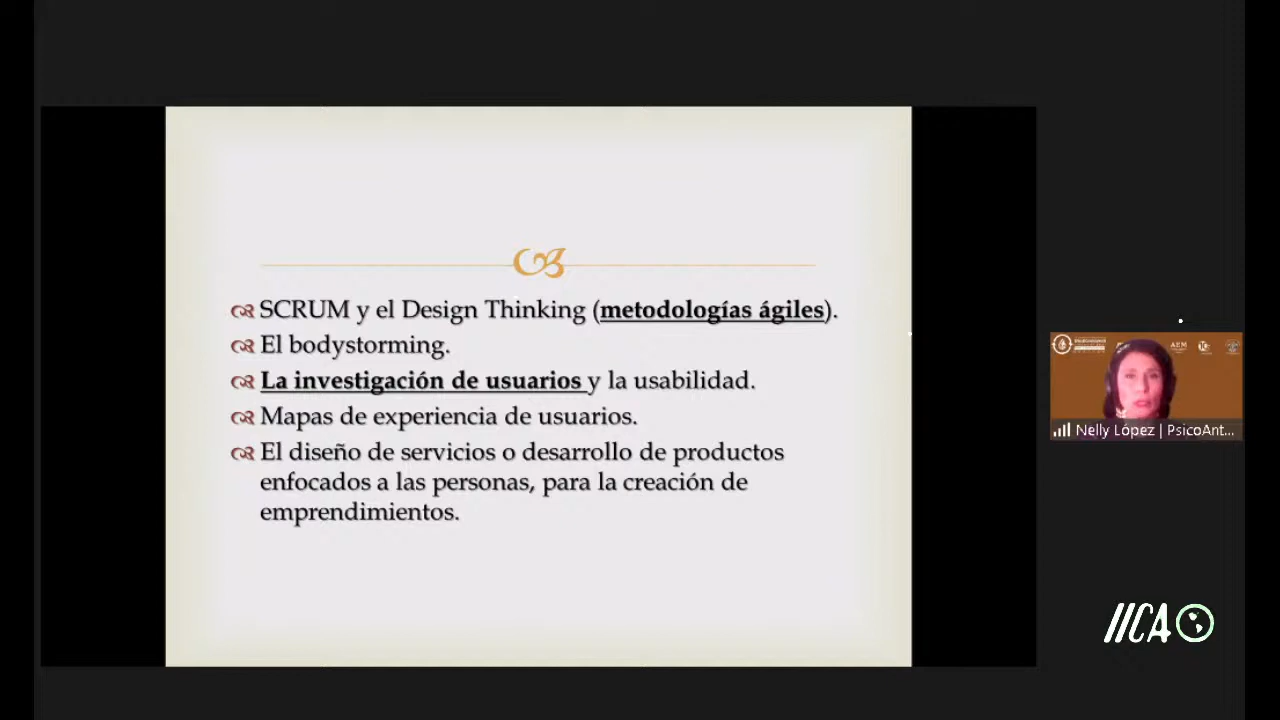 SCRUM y el Design Thinking (metodologías ágiles).
El bodystorming.
La investigación de usuarios y la usabilidad.
Mapas de experiencia de usuarios.
El diseño de servicios o desarrollo de productos
enfocados a las personas, para la creación de
emprendimientos.
AEM
Nelly López | PsicoAnt...
IICA